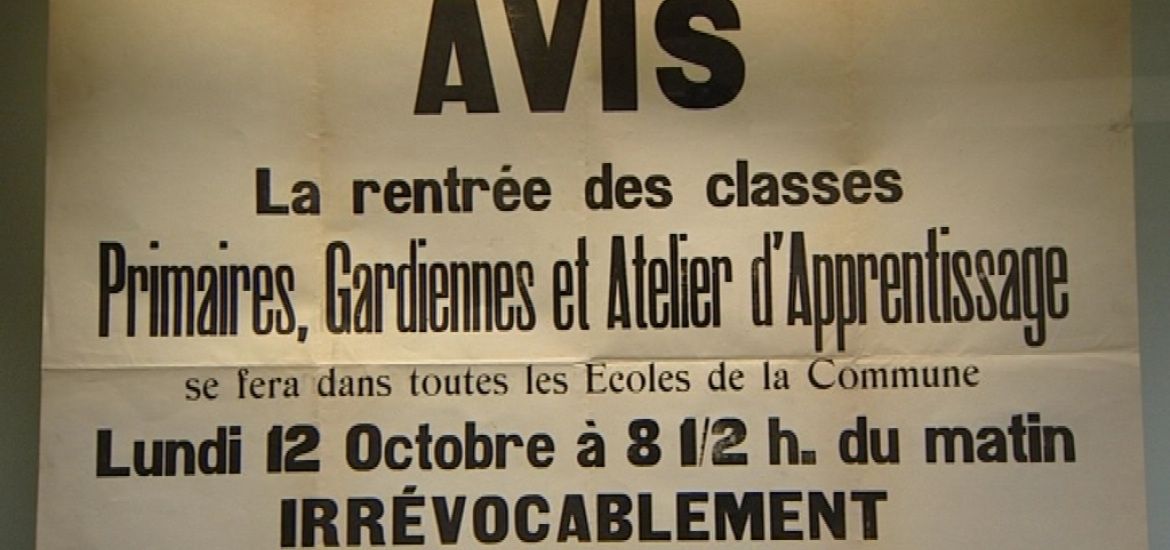 AVIS
La rentrée des classes
Primaires, Gardiennes et Atelier d'Apprentissage
se fera dans toutes les Ecoles de la Commune
Lundi 12 Octobre à 8 1/2 h. du matin
IRRÉVOCABLEMENT